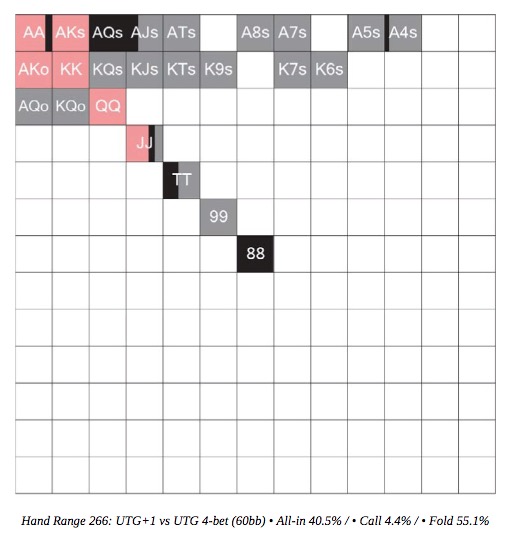 AA AKs AQs AJs ATs A8s A7s A5s A4s
AKo KK KQs KJs KTs K9s K7s K6s
AQo KQo QQ
JJ
TT
99
88
Hand Range 266: UTG+1 vs UTG 4-bet (60bb) • All-in 40.5% / • Call 4.4% / • Fold 55.1%